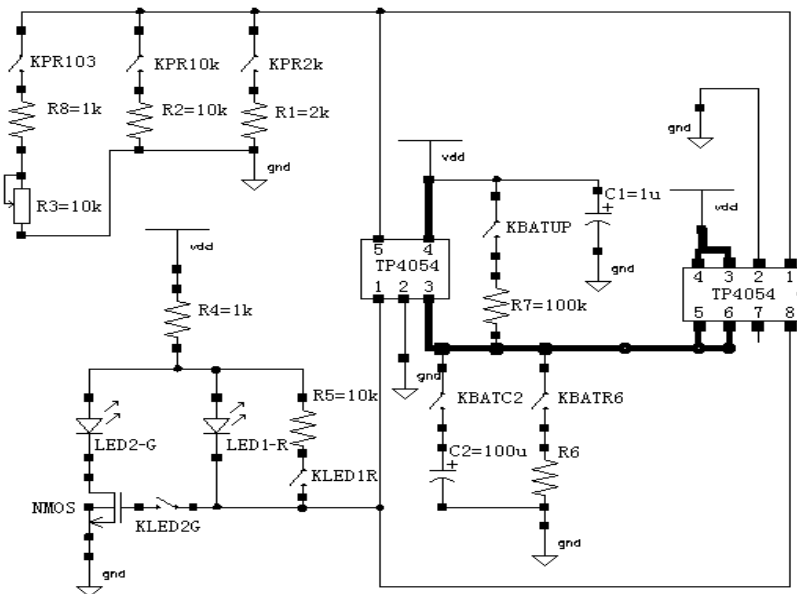 KPR103
KPR10k
KPR2k
R8=1k
R2=10k
R1=2k
gnd
gnd
R3=10k
vdd
C1=1u
vdd
KBATUP
vdd
5 4
TP4054
1 2 3
4 3 2 1
TP4054
5 6 7 8
gnd
R4=1k
R7=100k
gnd
R5=10k
KBATC2
KBATR6
LED2-G
LED1-R
C2=100u
R6
KLED1R
NMOS
KLED2G
gnd
gnd